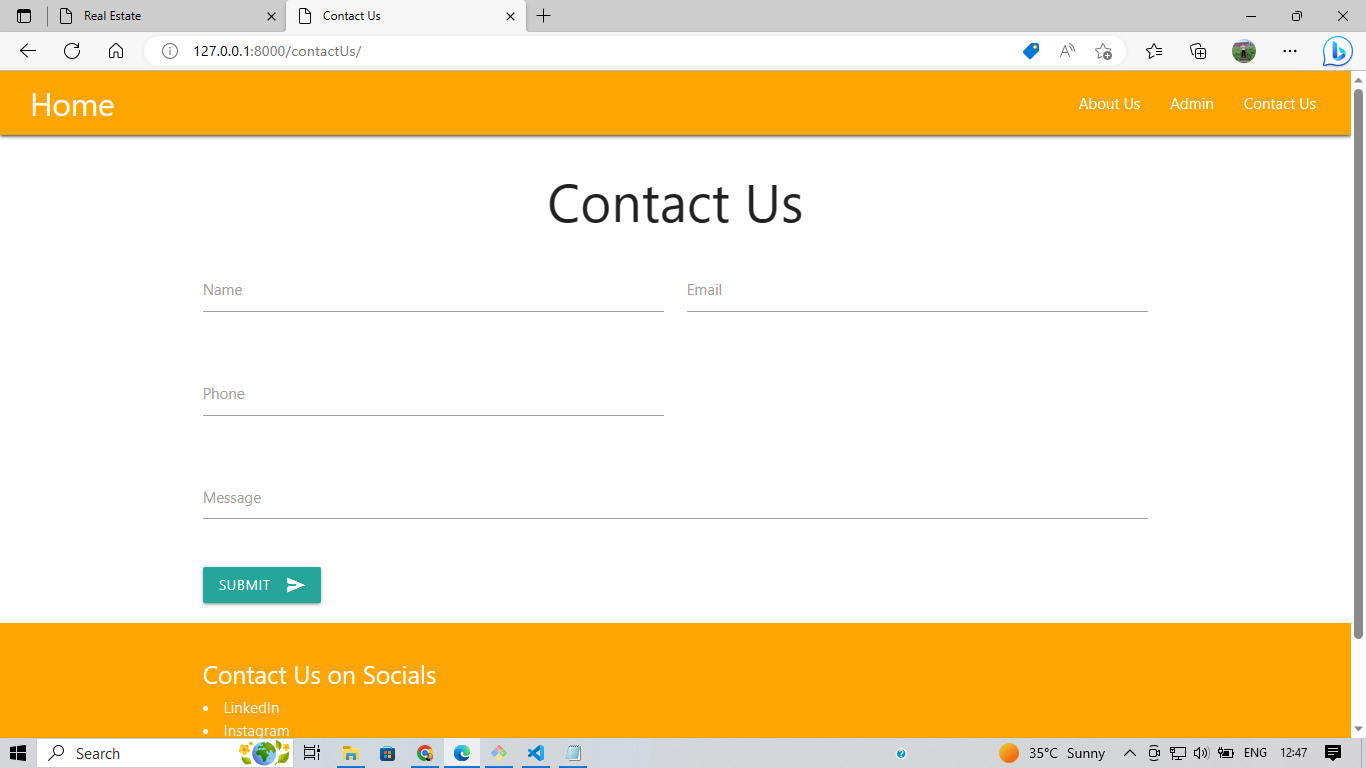 Real Estate
Contact Us
127.0.0.1:8000/contactUs/
Home
About Us Admin Contact Us
Contact Us
Name Email
Phone
Message
SUBMIT
Contact Us on Socials
LinkedIn
Instagram
Search
35°C Sunny
ENG
12:47